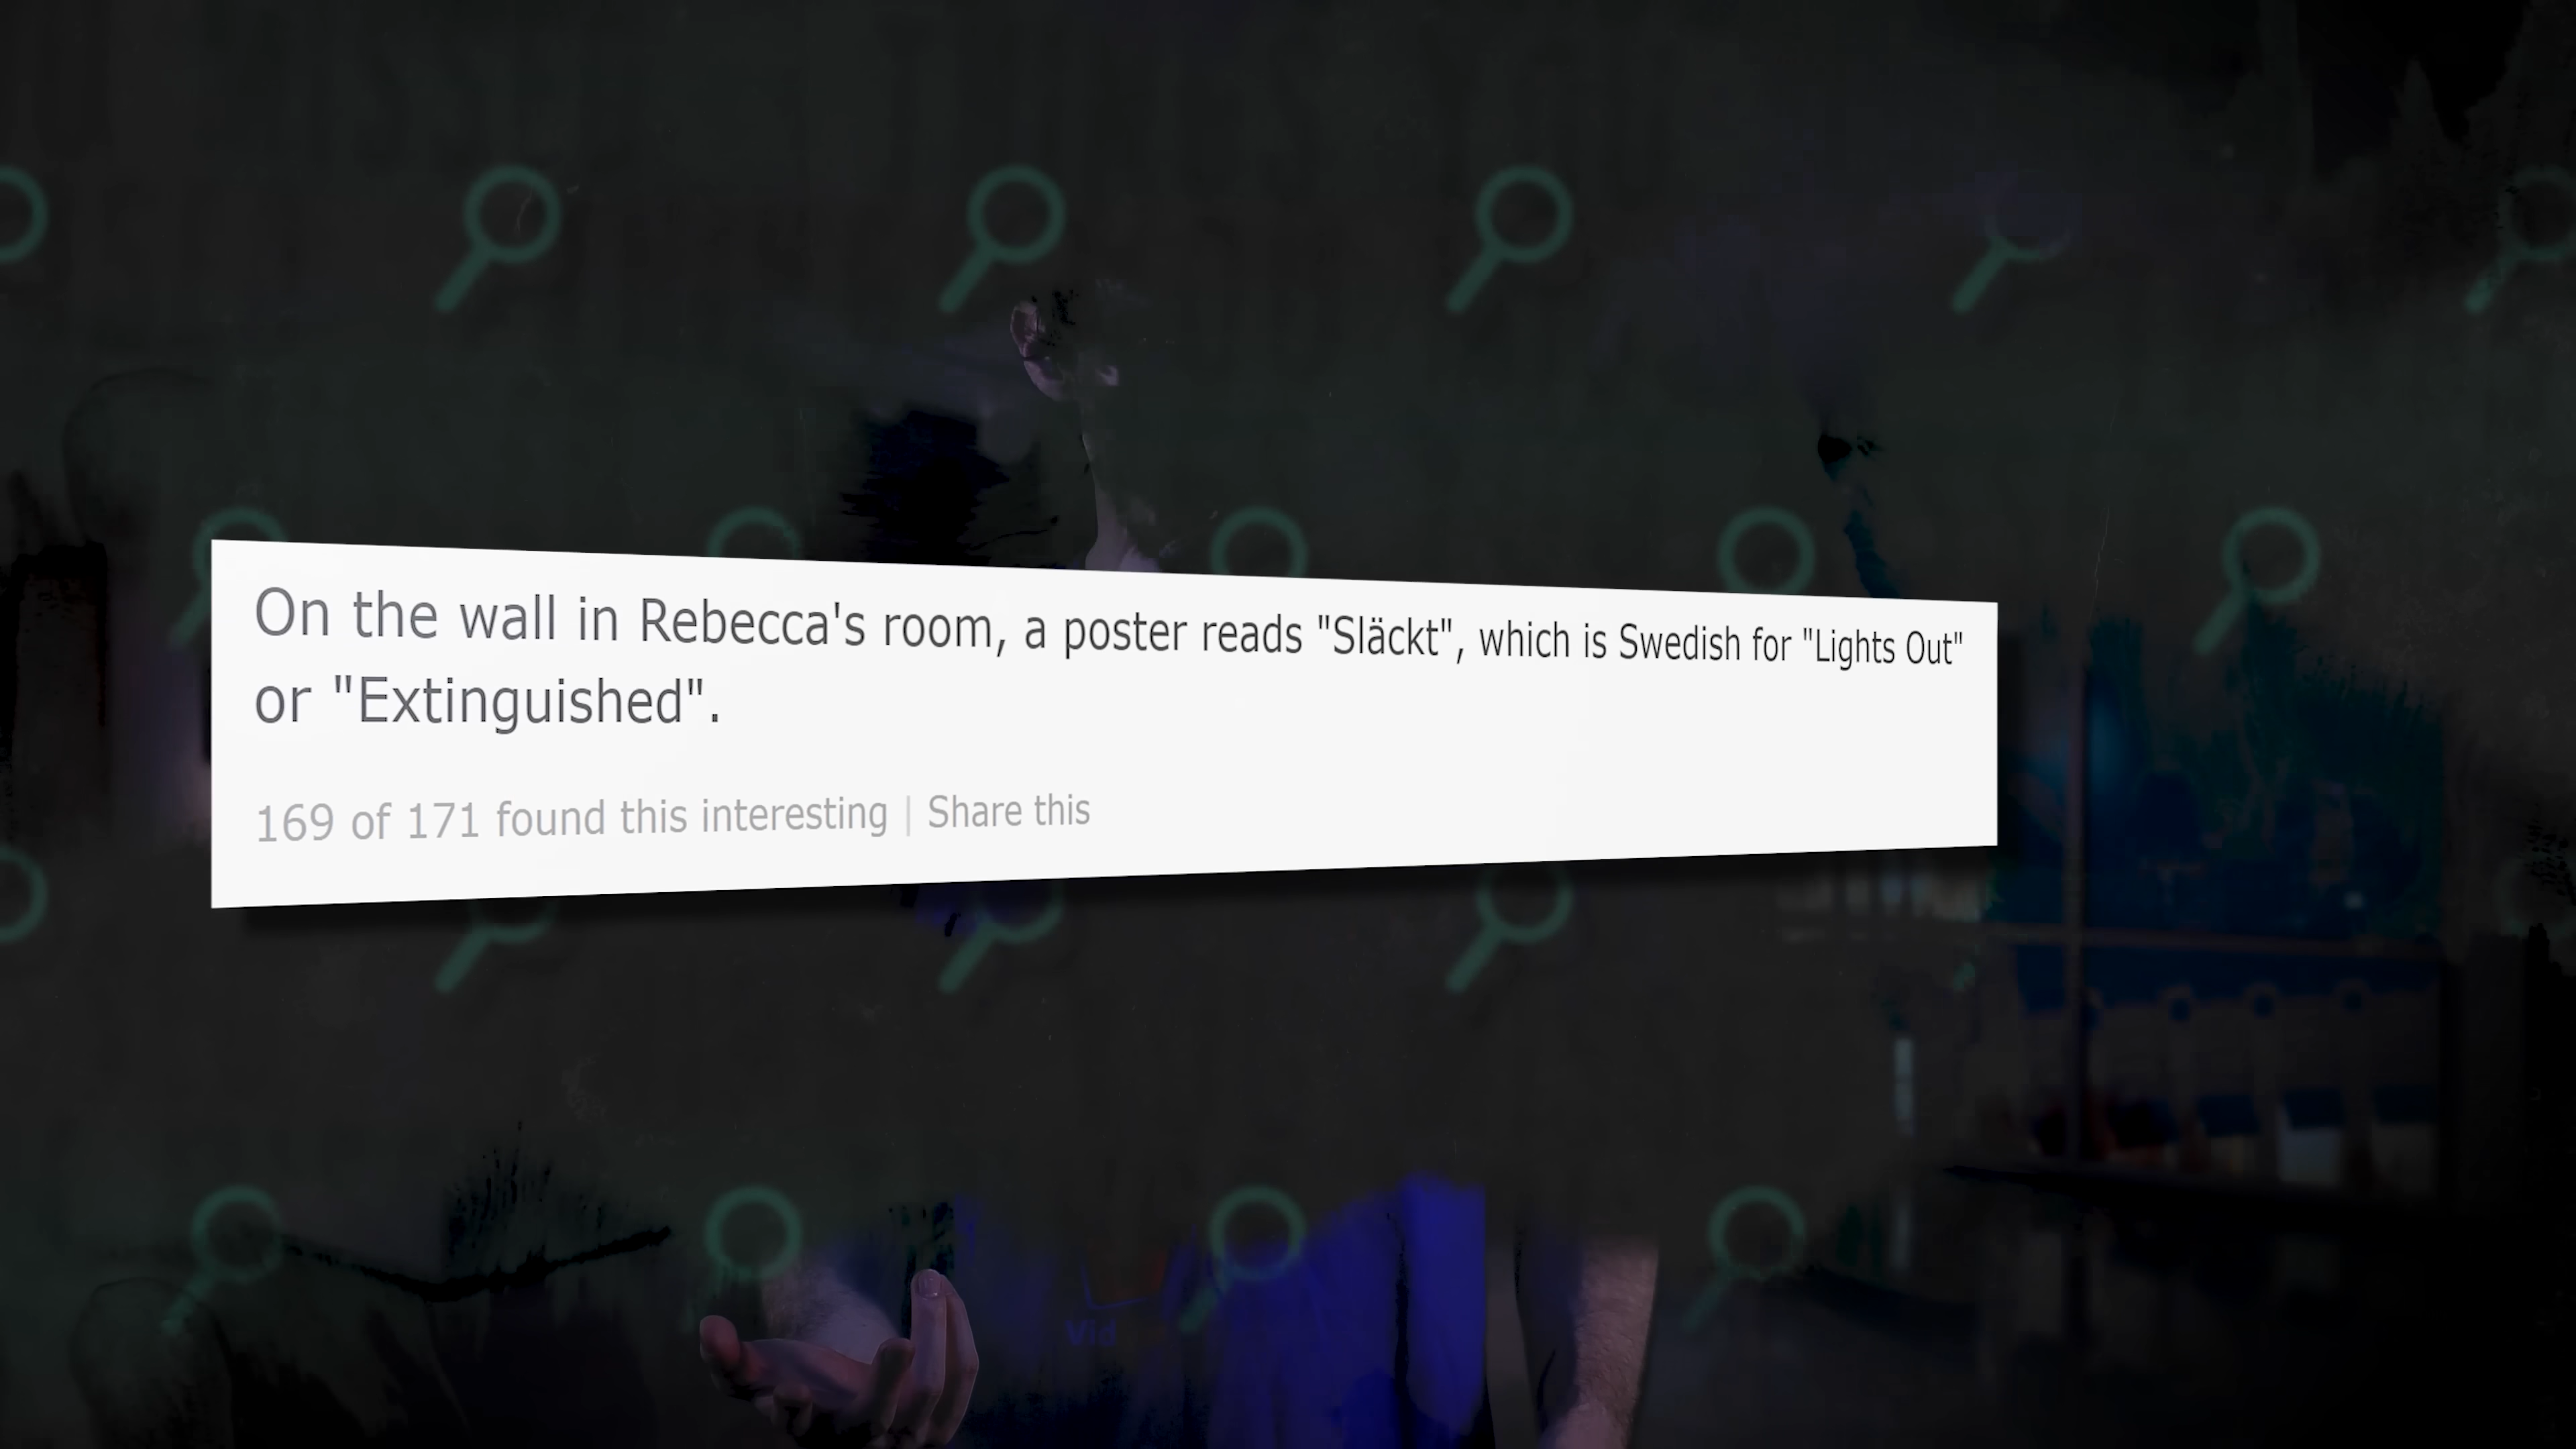 On the wall in Rebecca's room, a poster reads "Släckt", which is Swedish for "Lights Out"
or "Extinguished".
169 of 171 found this interesting | Share this
Vid